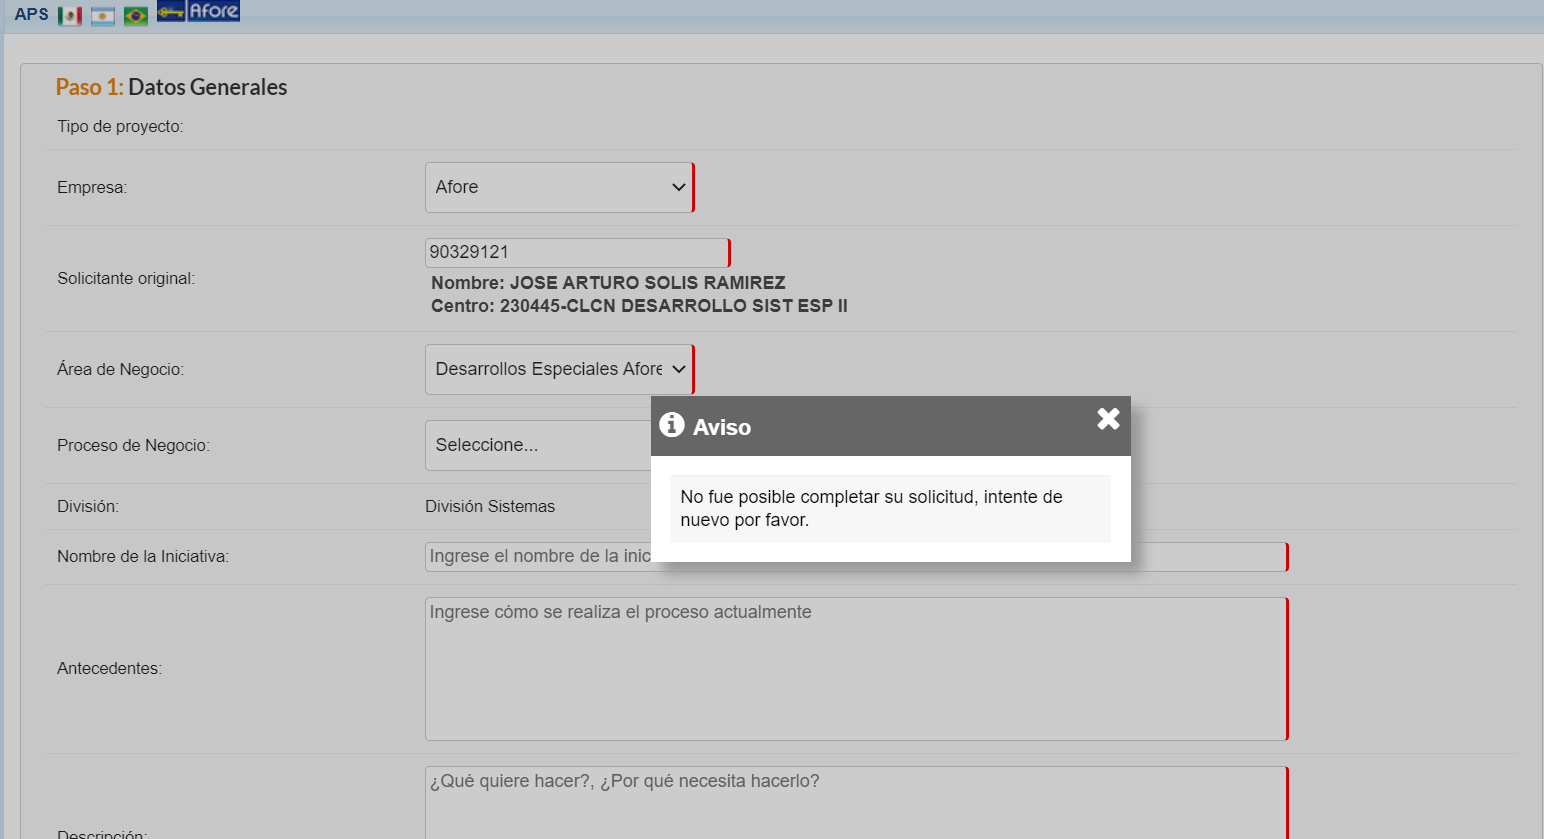 APS Afore
Paso 1: Datos Generales
Tipo de proyecto:
Empresa:
Afore
Solicitante original:
90329121
Nombre: JOSE ARTURO SOLIS RAMIREZ
Centro: 230445-CLCN DESARROLLO SIST ESP II
Área de Negocio:
Desarrollos Especiales Afore
Proceso de Negocio:
Seleccione...
Aviso
No fue posible completar su solicitud, intente de
nuevo por favor.
División:
División Sistemas
Nombre de la Iniciativa:
Ingrese el nombre de la inic
Antecedentes:
Ingrese cómo se realiza el proceso actualmente
Descripción:
¿Qué quiere hacer?, ¿Por qué necesita hacerlo?